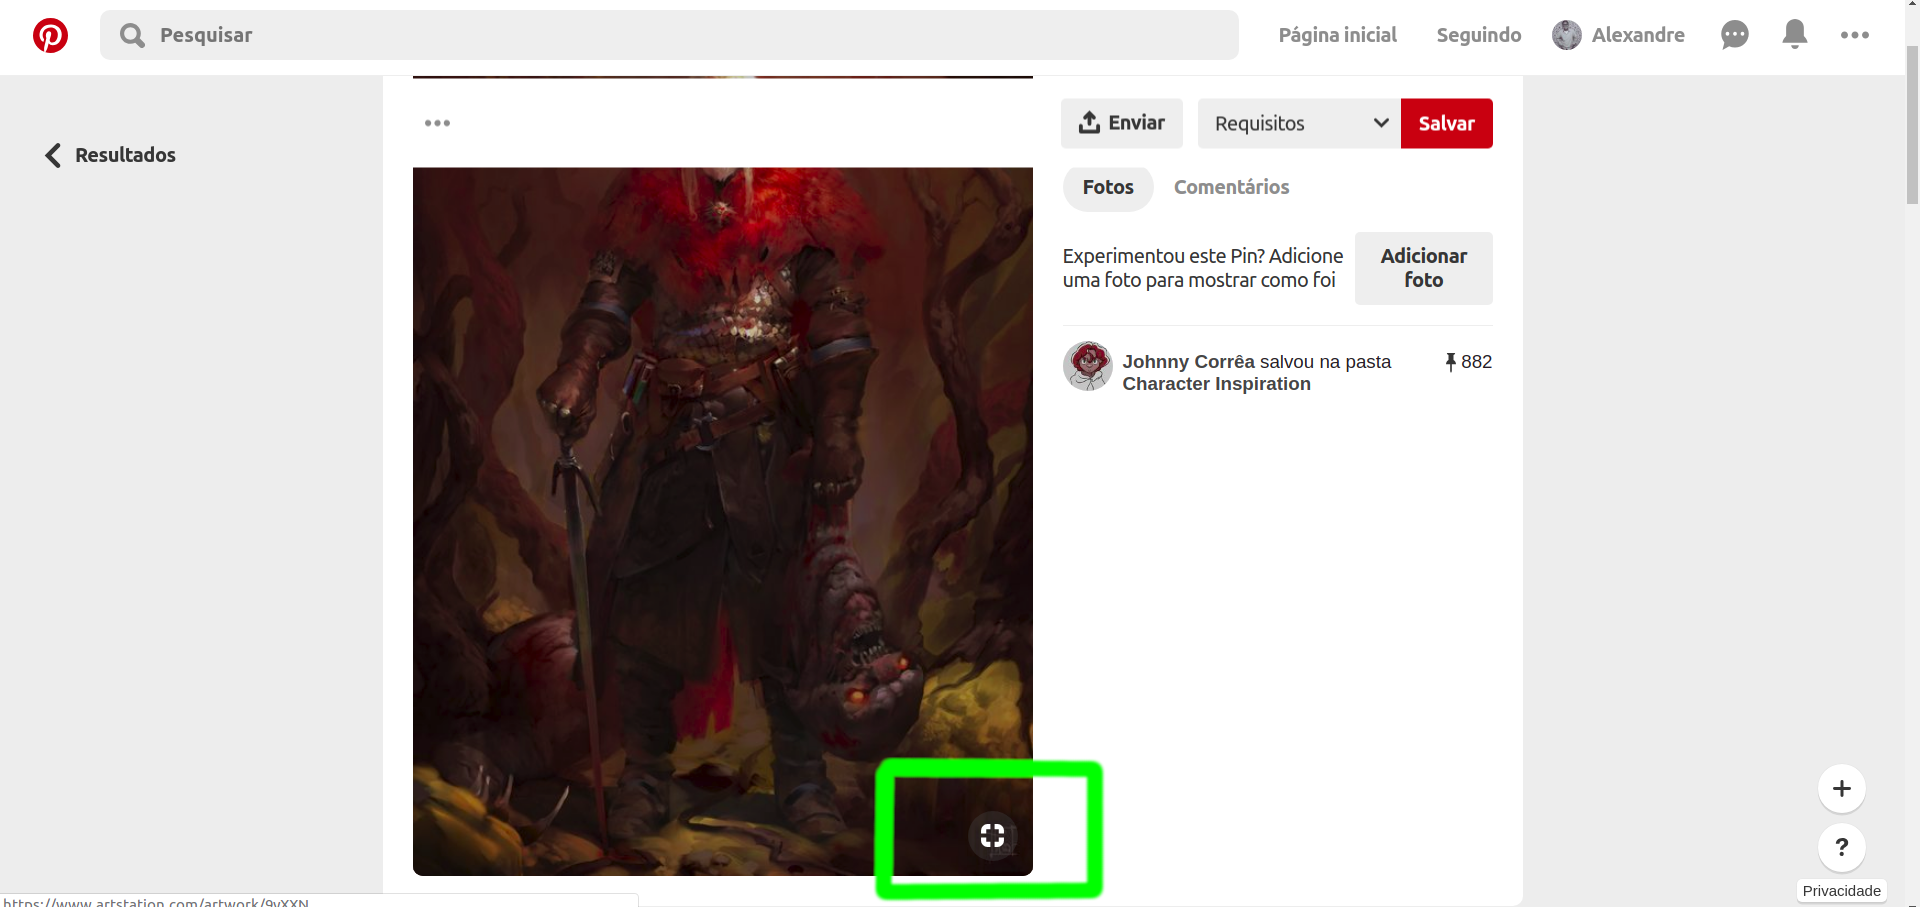 Pesquisar
Página inicial
Seguindo
Alexandre
Resultados
Enviar
Requisitos
Salvar
Fotos
Comentários
Experimentou este Pin? Adicione
uma foto para mostrar como foi
Adicionar
foto
Johnny Corrêa salvou na pasta
Character Inspiration
882
+
?
Privacidade
https://www.artstation.com/artwork/9vXXN